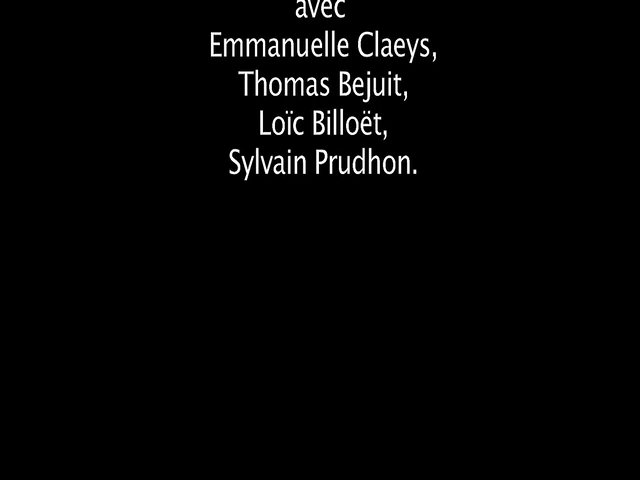 avec
Emmanuelle Claeys,
Thomas Bejuit,
Loïc Billoët,
Sylvain Prudhon.